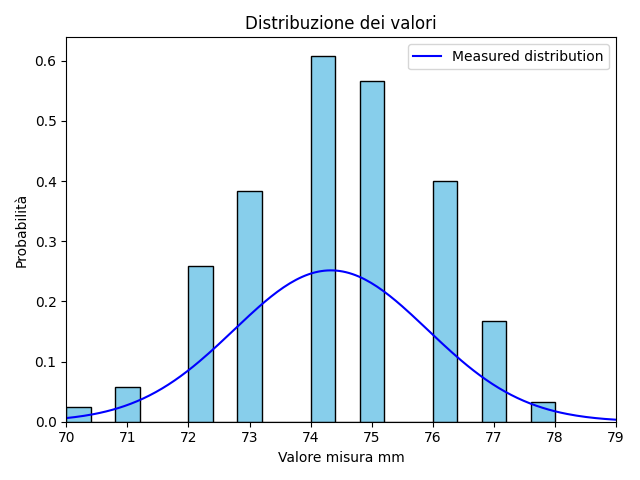 Distribuzione dei valori
Measured distribution
Probabilità
0.6
0.5
0.4
0.3
0.2
0.1
0.0
70 71 72 73 74 75 76 77 78 79
Valore misura mm